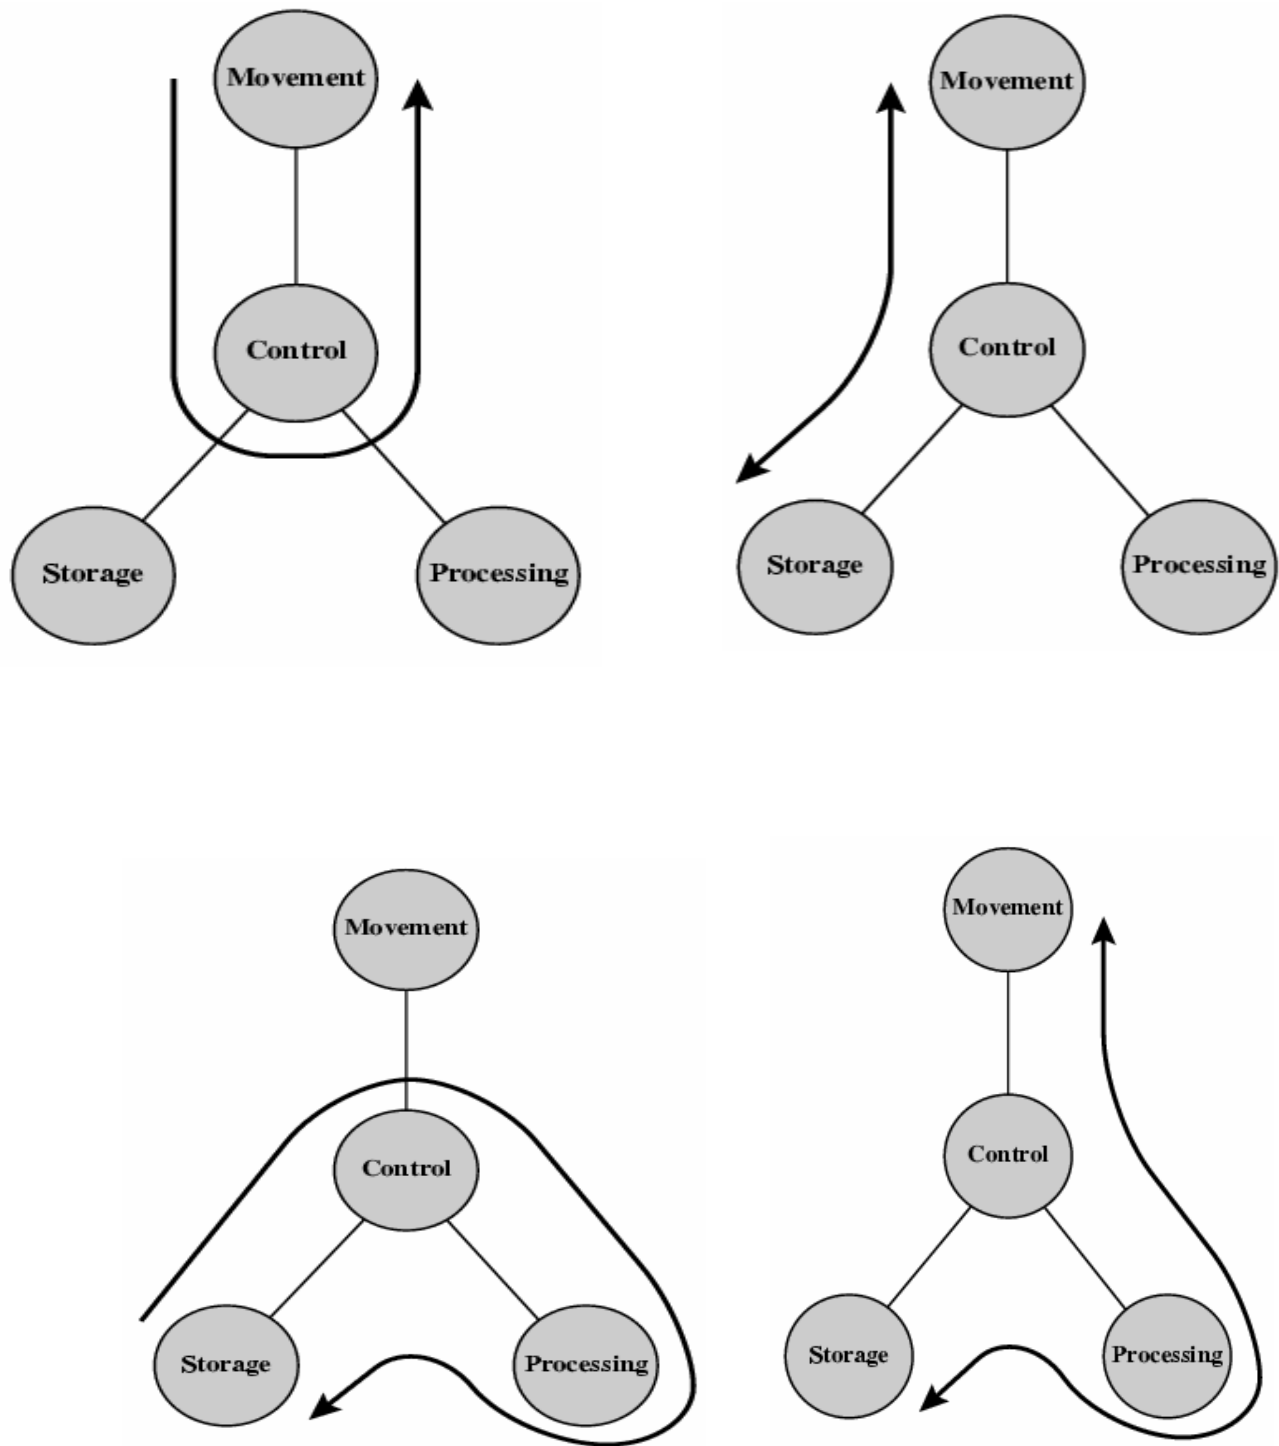 Movement
Control
Storage
Processing
Movement
Control
Storage
Processing
Movement
Control
Storage
Processing
Movement
Control
Storage
Processing